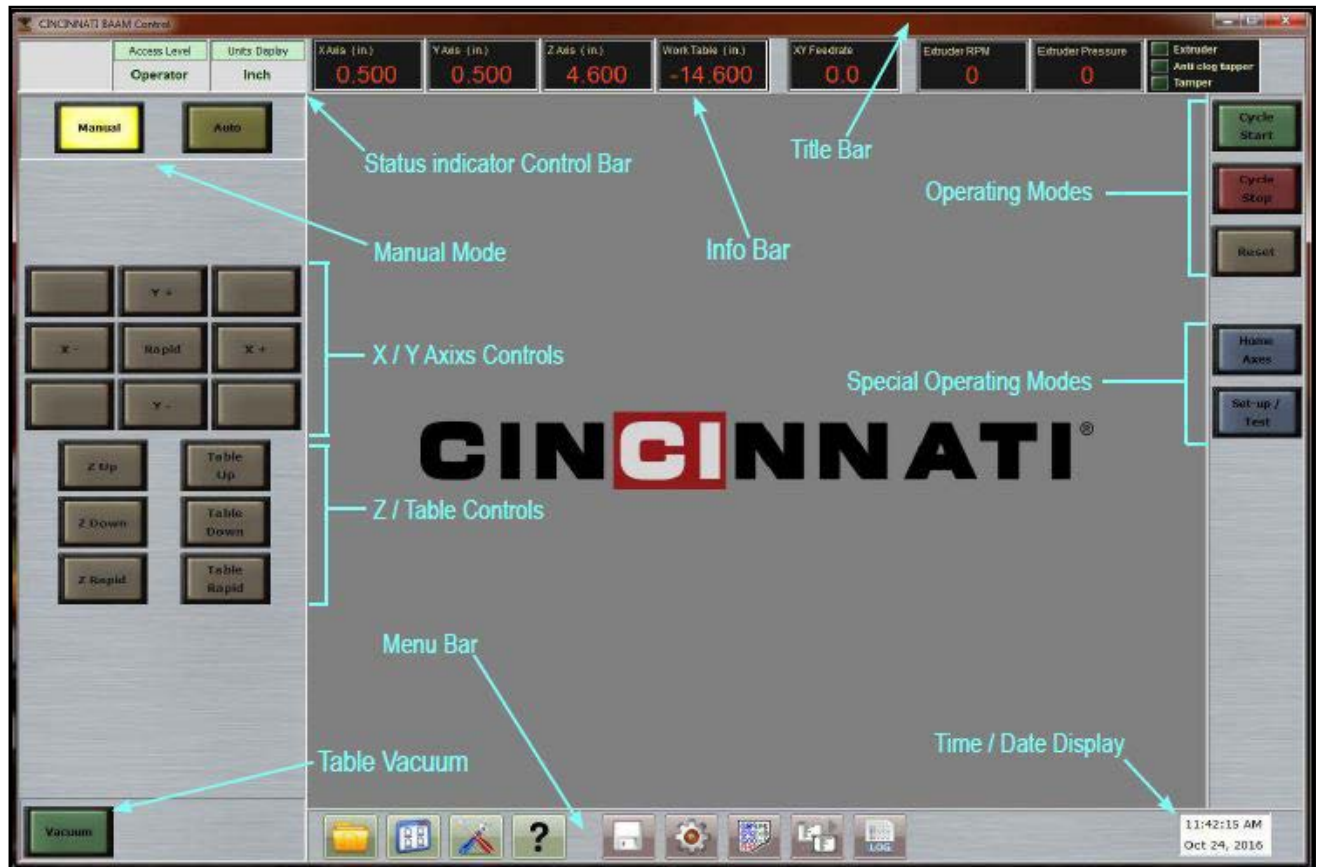 CINCINNATI BAAM Control
Access Level
Units Display
Operator
Inch
X Axis (in.)
0.500
Y Axis (in.)
0.500
Z Axis (in.)
4.600
Work Table (in.)
-14.600
XY Feedrate
0.0
Extruder RPM
0
Extruder Pressure
0
Extruder
Anti clog tapper
Tamper
Manual
Auto
Status indicator Control Bar
Title Bar
Operating Modes
Cycle
Start
Cycle
Stop
Reset
Manual Mode
Info Bar
Y +
X -
Rapid
X +
Y -
X / Y Axixs Controls
Special Operating Modes
Home
Axes
Set-up /
Test
CINCINNATI®
Z Up
Table
Up
Z Down
Table
Down
Z Rapid
Table
Rapid
Z / Table Controls
Menu Bar
Table Vacuum
Time / Date Display
Vacuum
?
LOG
11:42:15 AM
Oct 24, 2016